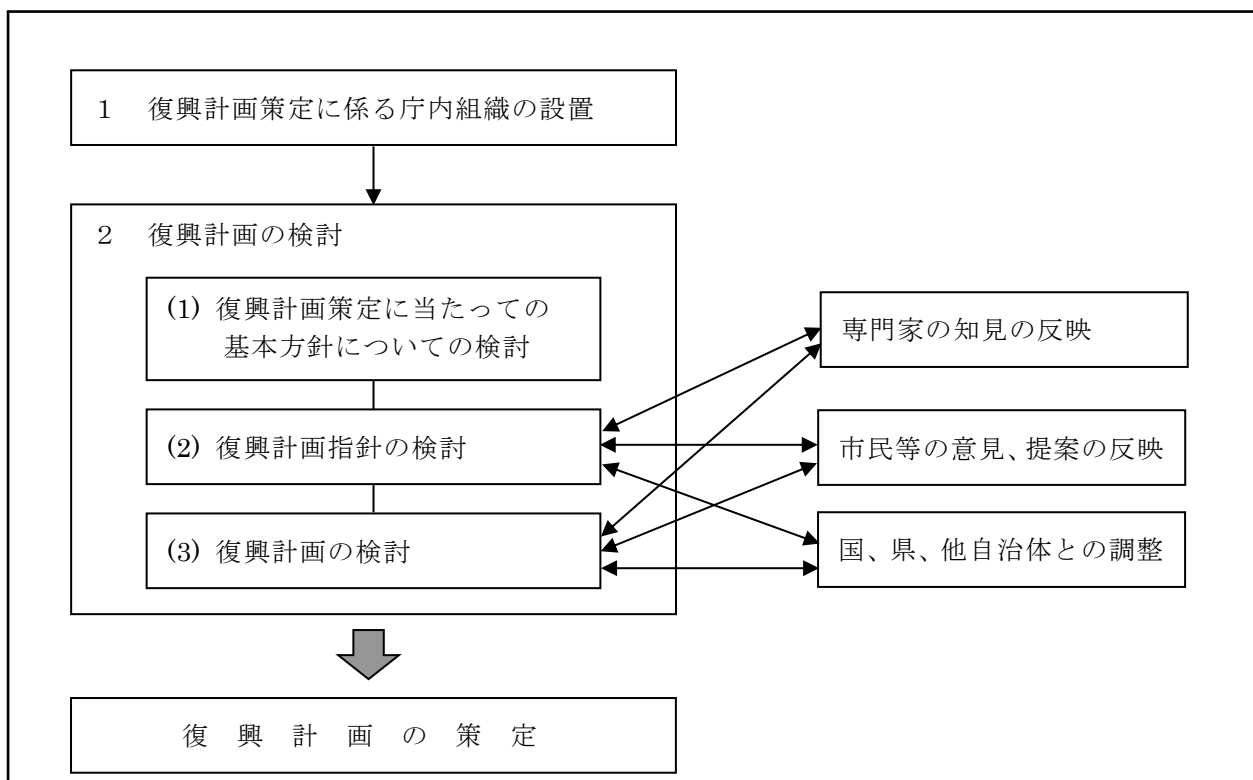 １　復興計画策定に係る庁内組織の設置
２　復興計画の検討
(1) 復興計画策定に当たっての
基本方針についての検討
(2) 復興計画指針の検討
(3) 復興計画の検討
専門家の知見の反映
市民等の意見、提案の反映
国、県、他自治体との調整
復　興　計　画　の　策　定